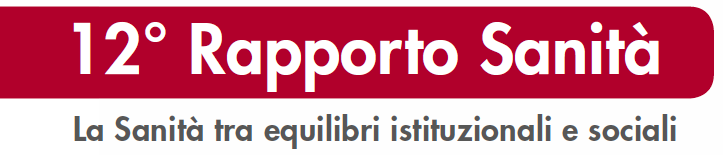 12° Rapporto Sanità
La Sanità tra equilibri istituzionali e sociali